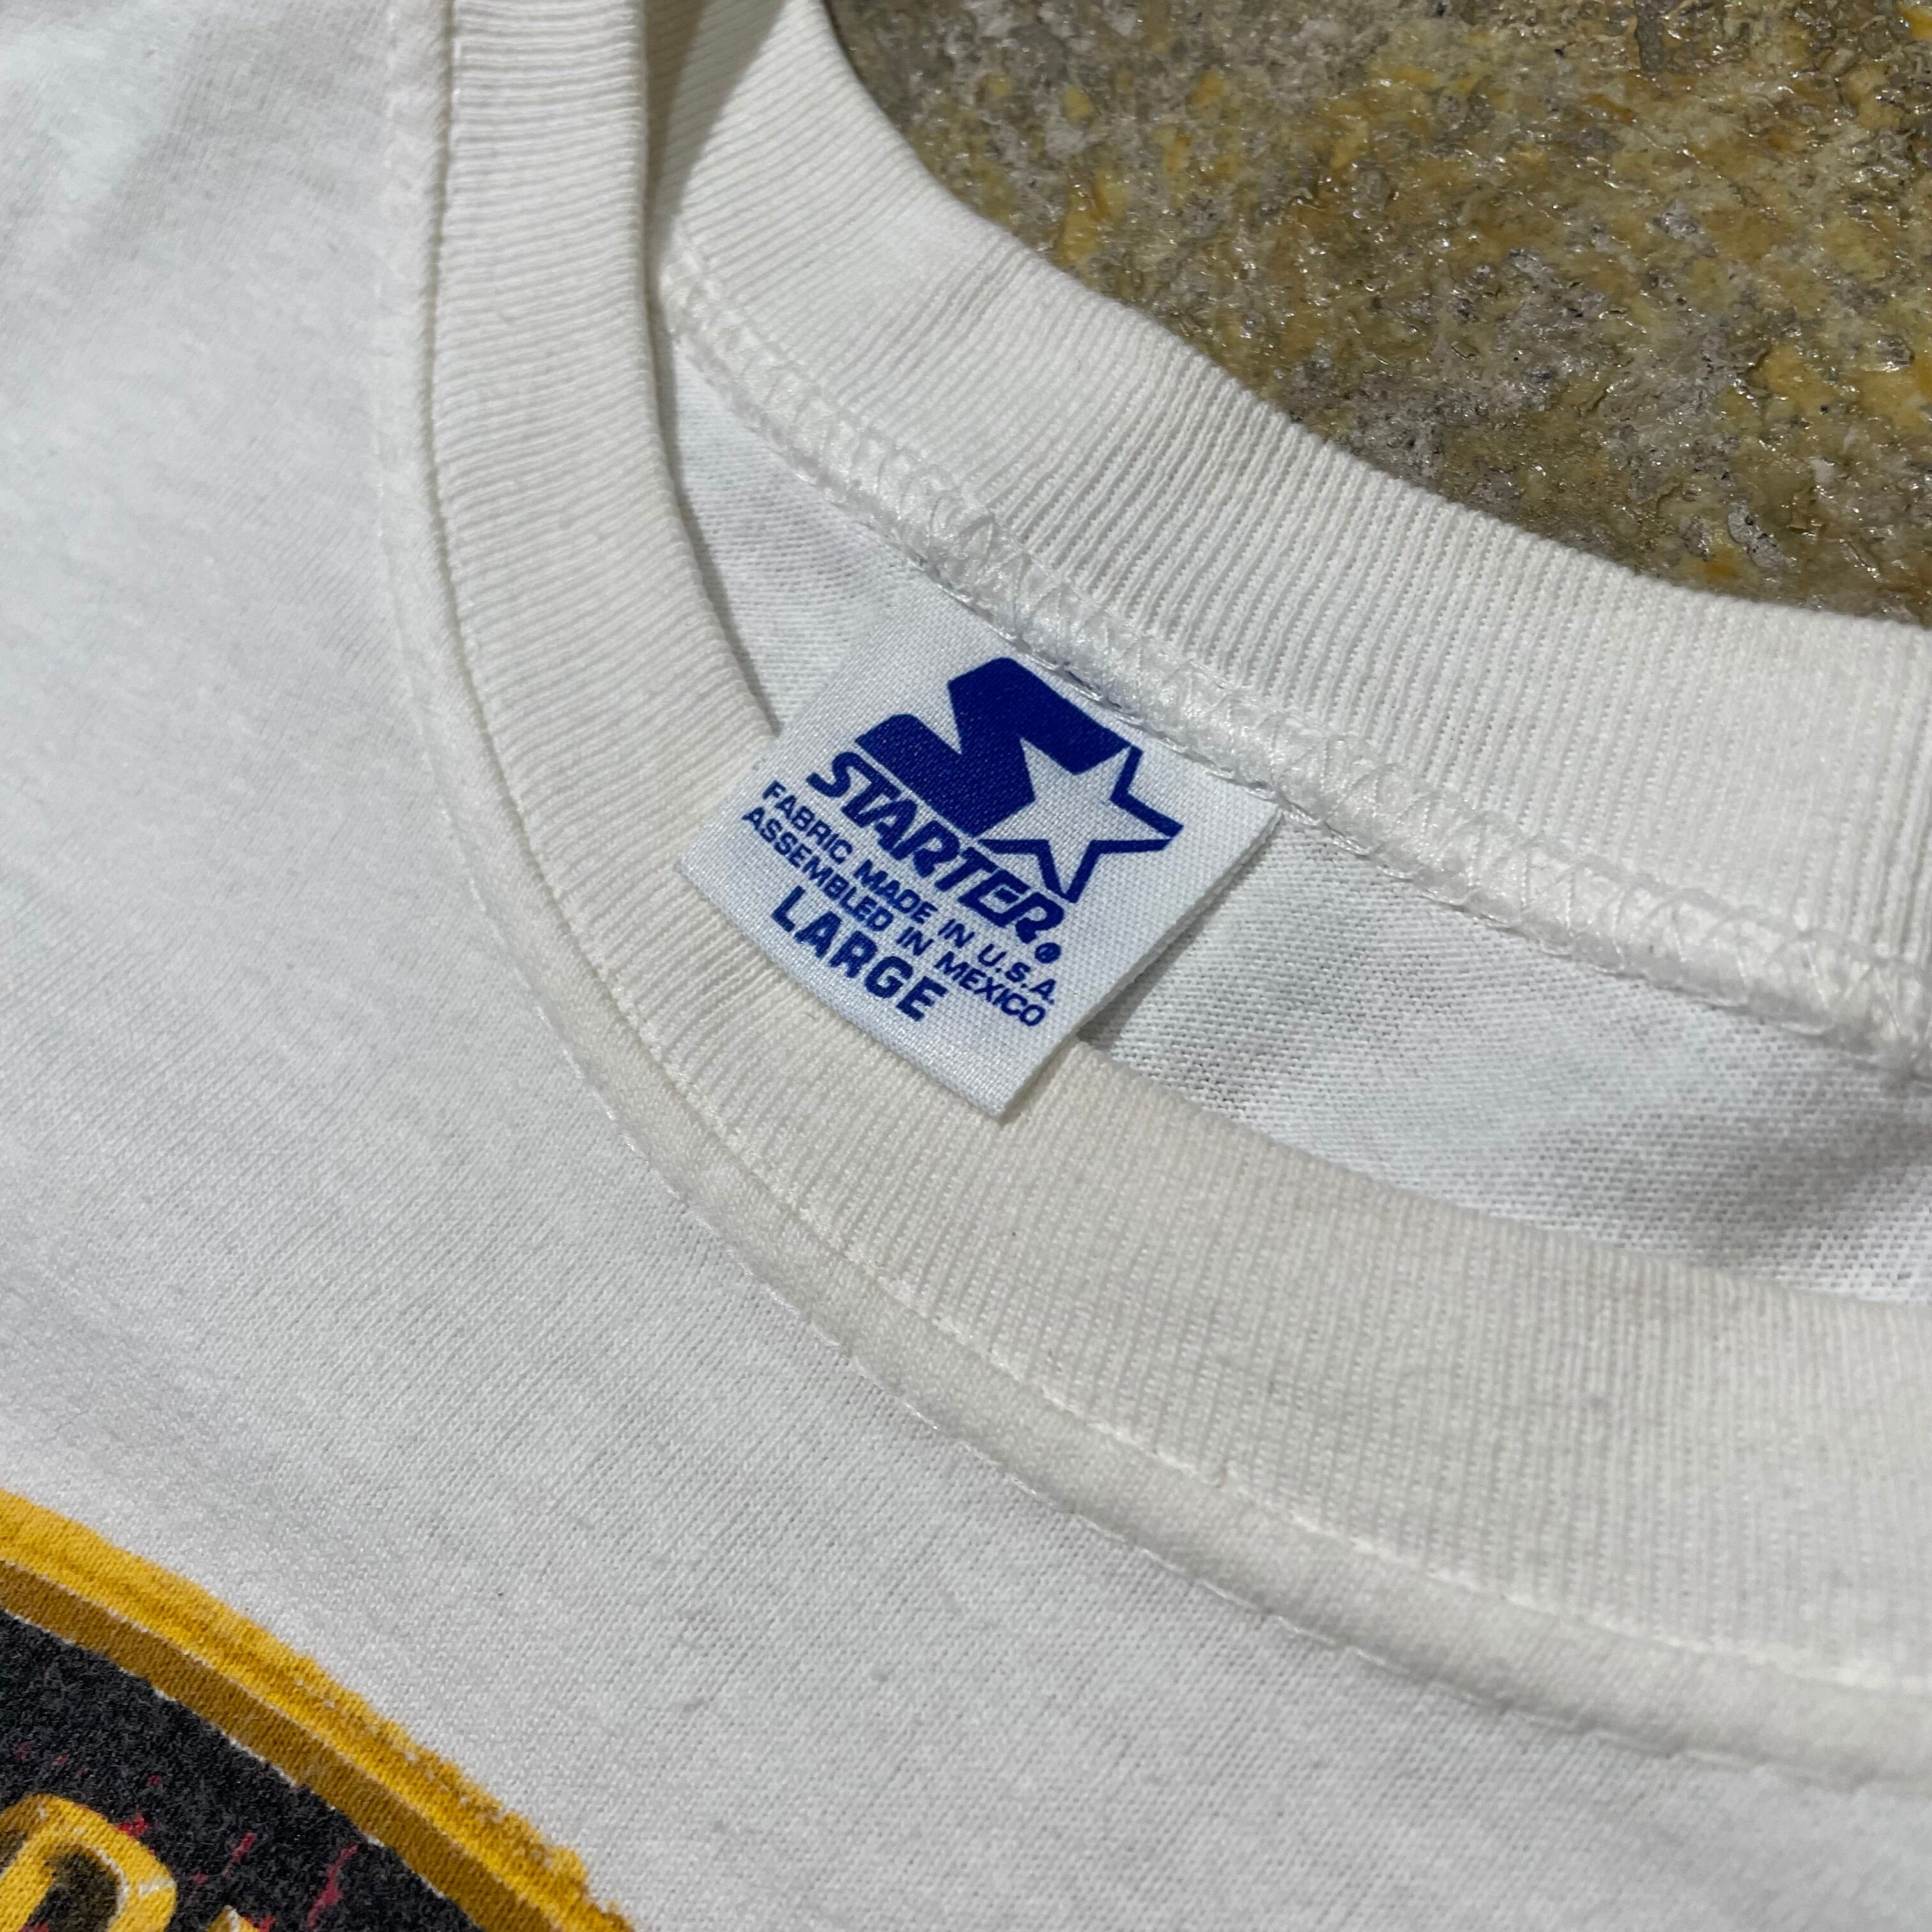 STARTER®
FABRIC MADE IN U.S.A.
ASSEMBLED IN MEXICO
LARGE